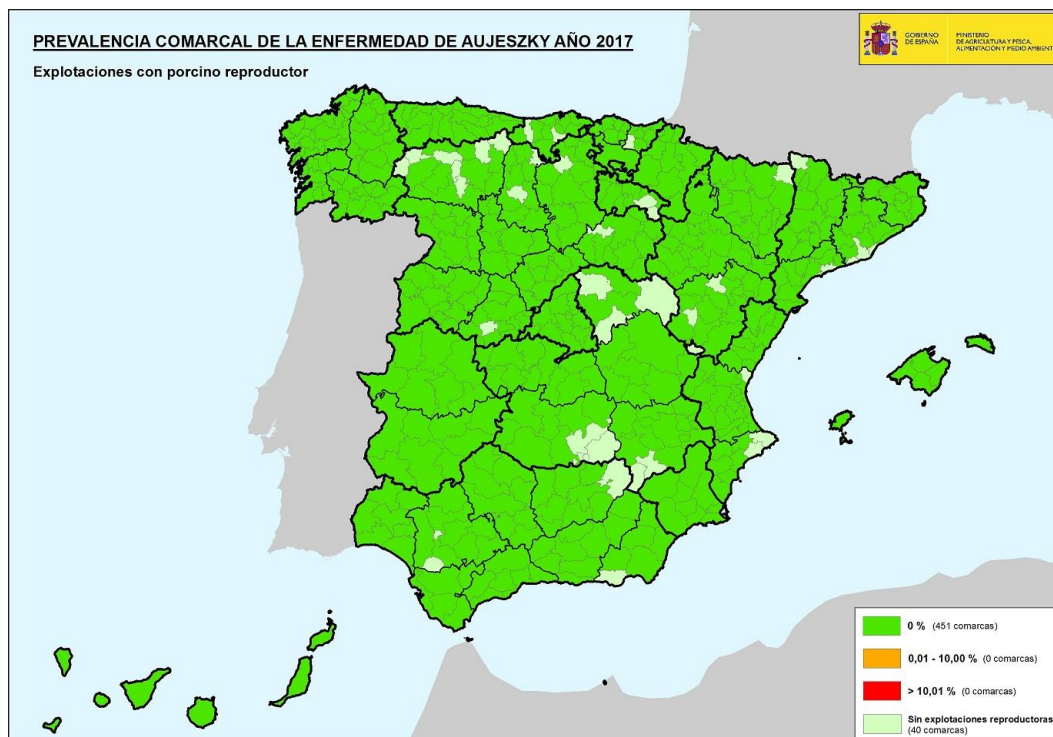 PREVALENCIA COMARCAL DE LA ENFERMEDAD DE AUJESZKY AÑO 2017
Explotaciones con porcino reproductor
GOBIERNO
DE ESPAÑA
MINISTERIO
DE AGRICULTURA Y PESCA,
ALIMENTACIÓN Y MEDIO AMBIENT
0 % (451 comarcas)
0,01 - 10,00 % (0 comarcas)
> 10,01 % (0 comarcas)
Sin explotaciones reproductoras
(40 comarcas)